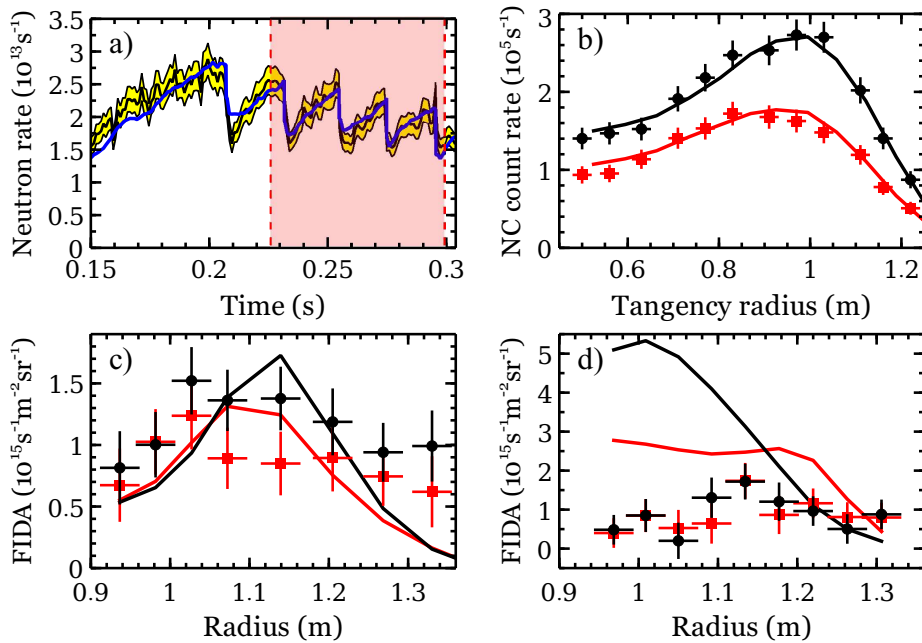 a)
Neutron rate (10¹³s⁻¹)
3.5
3
2.5
2
1.5
1
0.5
0
0.15 0.2 0.25 0.3
Time (s)
b)
NC count rate (10⁵s⁻¹)
3
2
1
0
0.6 0.8 1 1.2
Tangency radius (m)
c)
FIDA (10¹⁵s⁻¹m⁻²sr⁻¹)
1.5
1
0.5
0
0.9 1 1.1 1.2 1.3
Radius (m)
d)
FIDA (10¹⁵s⁻¹m⁻²sr⁻¹)
5
4
3
2
1
0
0.9 1 1.1 1.2 1.3
Radius (m)